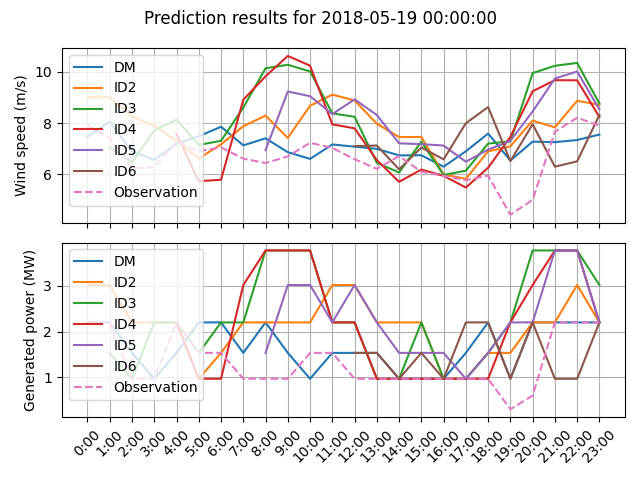 Prediction results for 2018-05-19 00:00:00
Wind speed (m/s)
10
8
6
DM
ID2
ID3
ID4
ID5
ID6
Observation
Generated power (MW)
3
2
1
DM
ID2
ID3
ID4
ID5
ID6
Observation
0:00 1:00 2:00 3:00 4:00 5:00 6:00 7:00 8:00 9:00 10:00 11:00 12:00 13:00 14:00 15:00 16:00 17:00 18:00 19:00 20:00 21:00 22:00 23:00